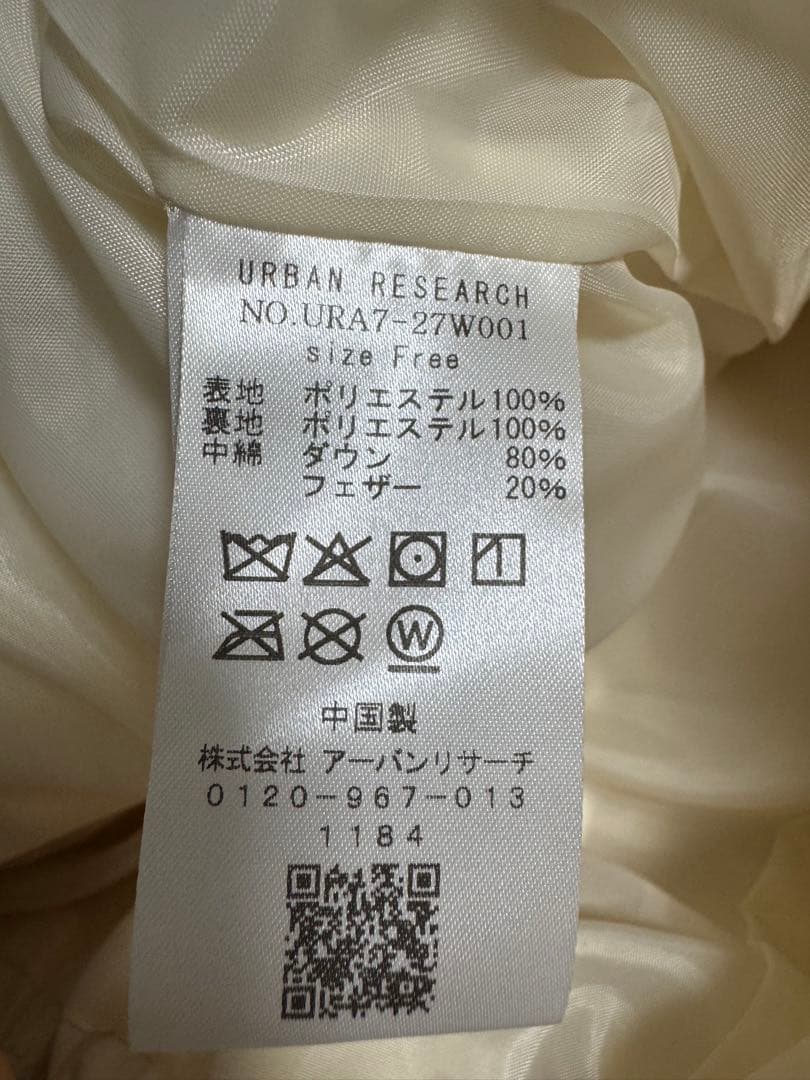 URBAN RESEARCH
NO.URA7-27W001
size Free
表地 ポリエステル100%
裏地 ポリエステル100%
中綿 ダウン 80%
フェザー 20%
W
中国製
株式会社 アーバンリサーチ
0120-967-013
1184